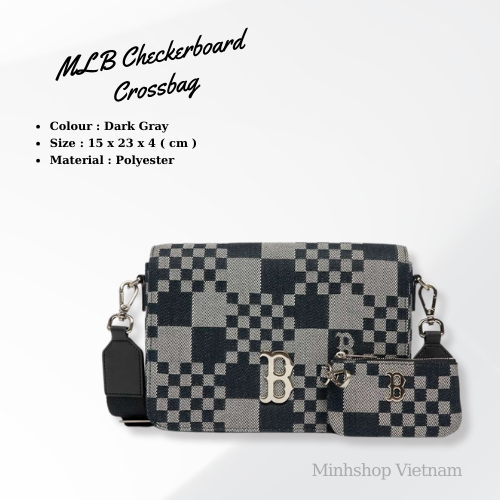 MLB Checkerboard
Crossbag
• Colour : Dark Gray
• Size : 15 x 23 x 4 ( cm )
• Material : Polyester
B
B
B
Minhshop Vietnam